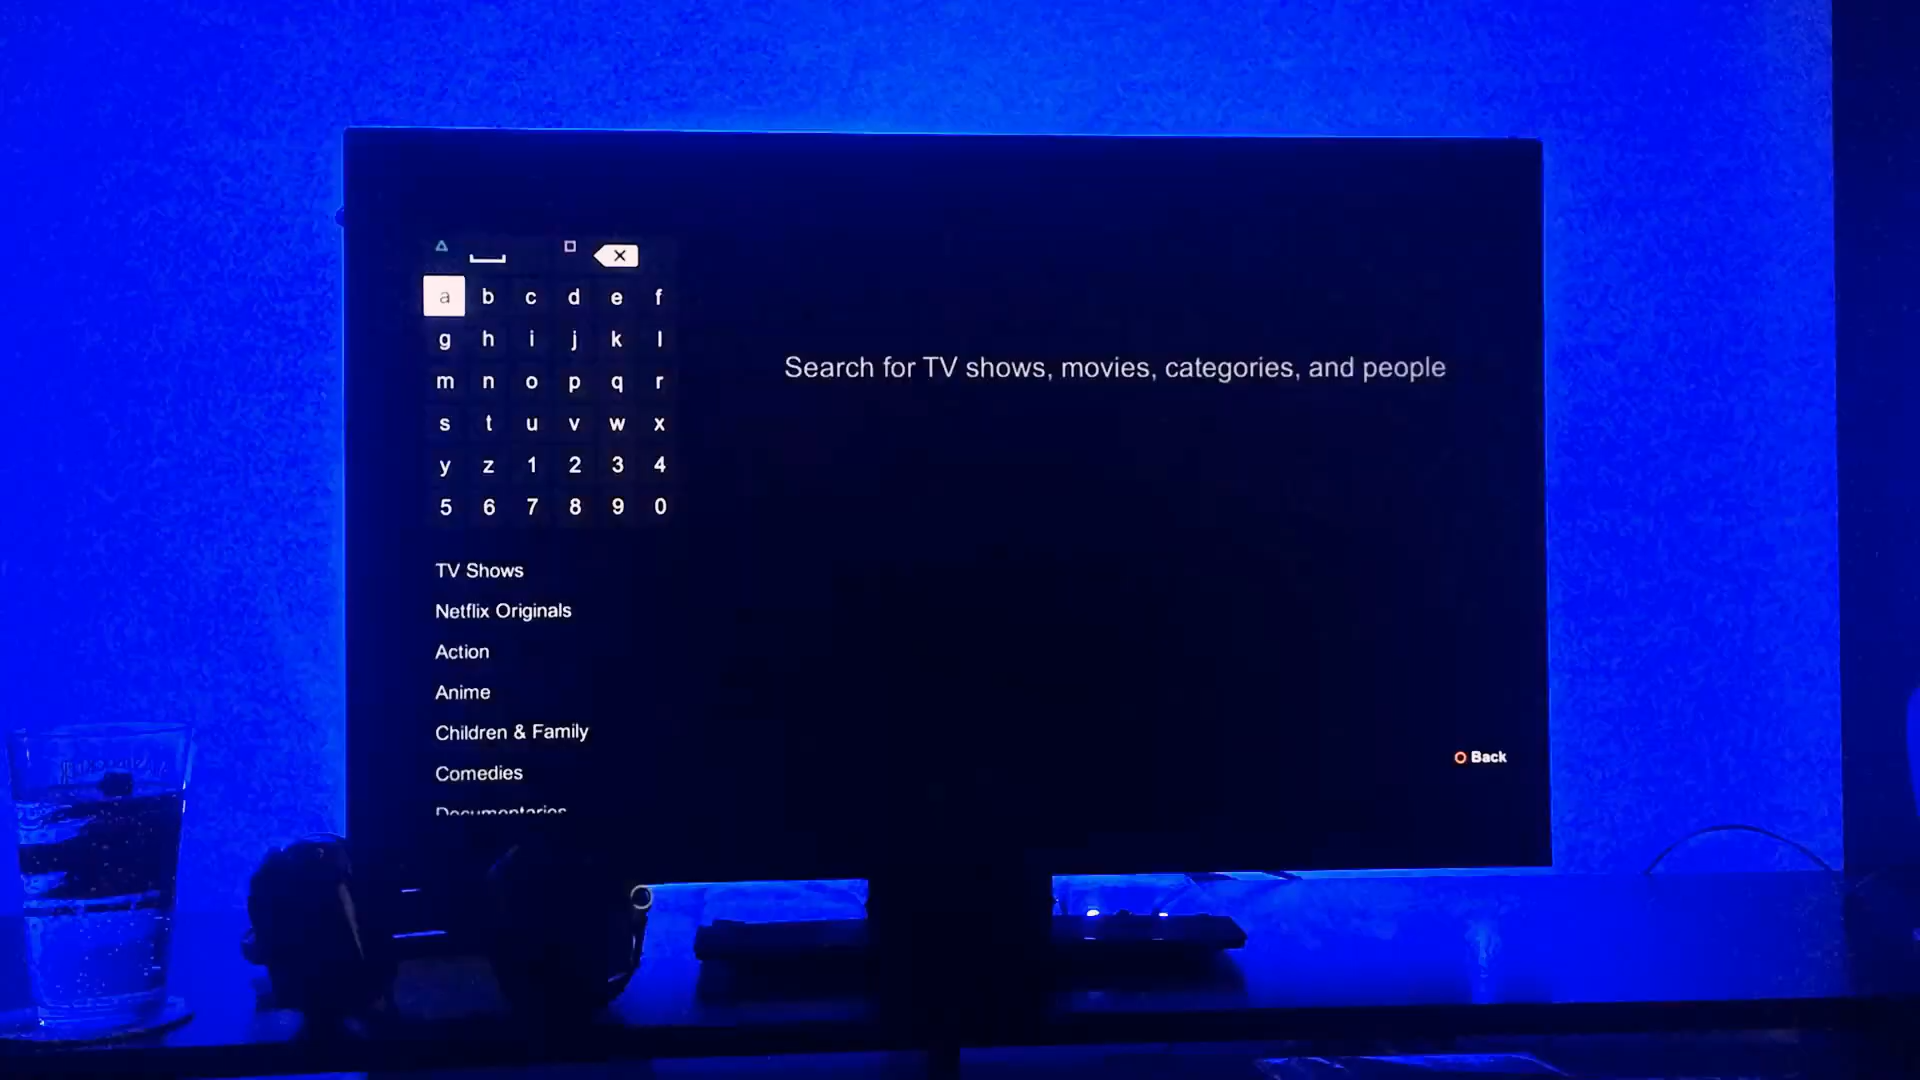 a b c d e f
g h i j k l
m n o p q r
s t u v w x
y z 1 2 3 4
5 6 7 8 9 0
Search for TV shows, movies, categories, and people
TV Shows
Netflix Originals
Action
Anime
Children & Family
Comedies
Documentaries
Back